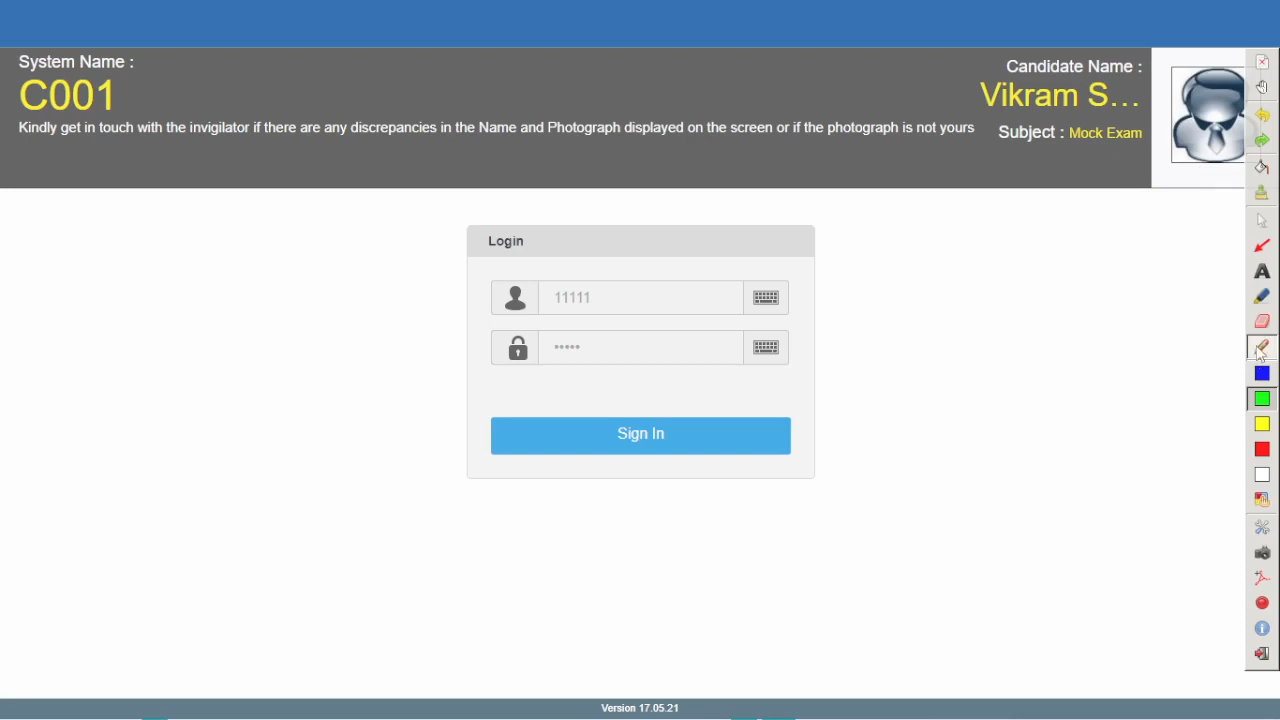 System Name :
C001
Kindly get in touch with the invigilator if there are any discrepancies in the Name and Photograph displayed on the screen or if the photograph is not yours
Candidate Name :
Vikram S...
Subject : Mock Exam
Login
11111
•••••
Sign In
Version 17.05.21